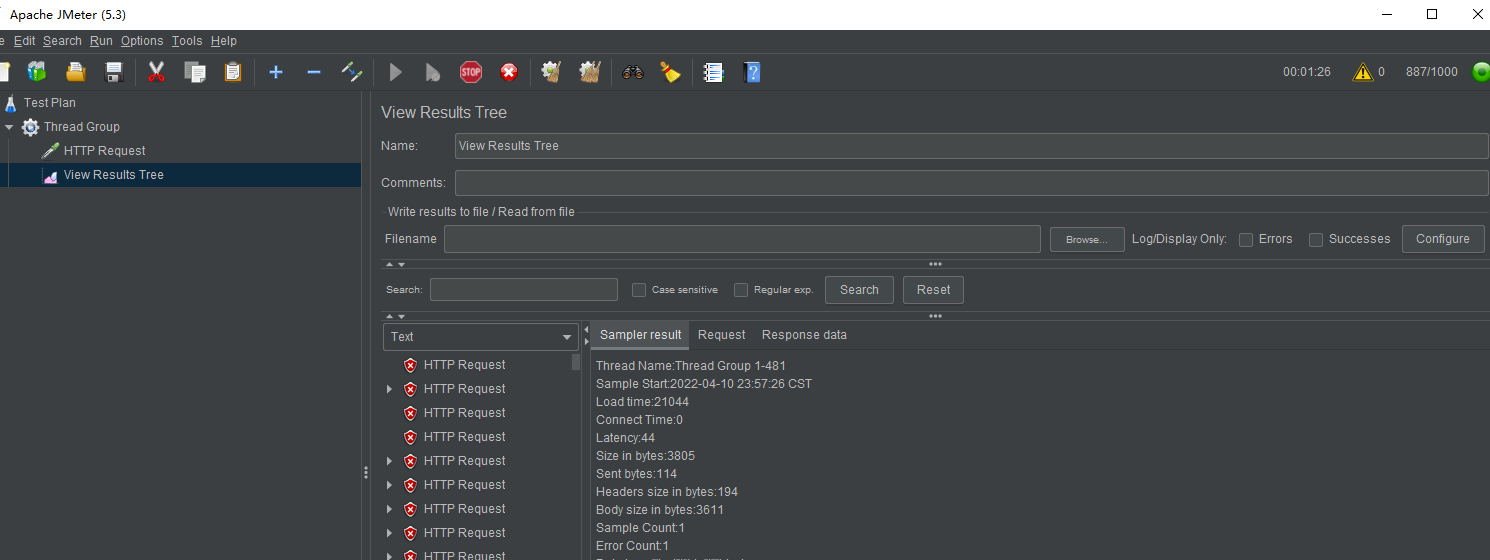 Apache JMeter (5.3)
e Edit Search Run Options Tools Help
STOP 00:01:26 0 887/1000
Test Plan
Thread Group
HTTP Request
View Results Tree
View Results Tree
Name: View Results Tree
Comments:
Write results to file / Read from file
Filename Browse... Log/Display Only: Errors Successes Configure
Search: Case sensitive Regular exp. Search Reset
Text
HTTP Request
HTTP Request
HTTP Request
HTTP Request
HTTP Request
HTTP Request
HTTP Request
HTTP Request
HTTP Request
Sampler result Request Response data
Thread Name:Thread Group 1-481
Sample Start:2022-04-10 23:57:26 CST
Load time:21044
Connect Time:0
Latency:44
Size in bytes:3805
Sent bytes:114
Headers size in bytes:194
Body size in bytes:3611
Sample Count:1
Error Count:1